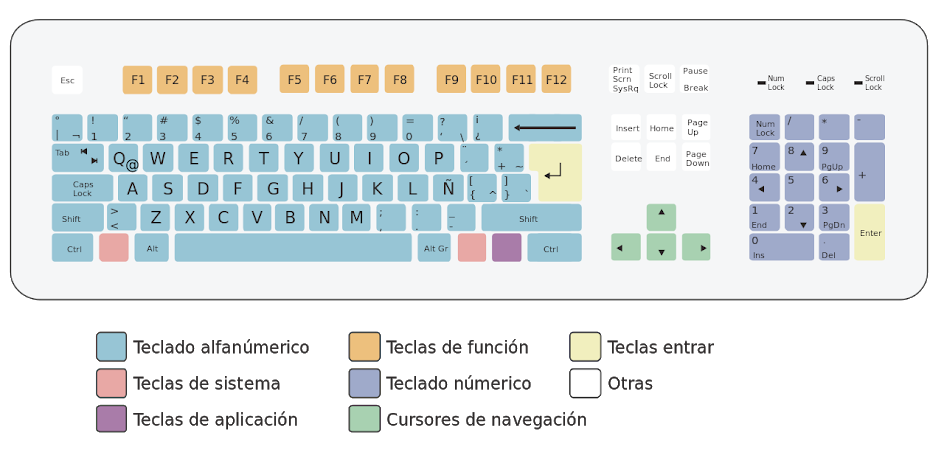 Esc F1 F2 F3 F4 F5 F6 F7 F8 F9 F10 F11 F12
Print
Scrn
SysRq
Scroll
Lock
Pause
Break
Num
Lock
Caps
Lock
Scroll
Lock
° ! " # $ % & / ( ) = ? ¡
| ¬ 1 2 3 4 5 6 7 8 9 0 ' \ ¿
Insert Home Page
Up
Num
Lock
/ * -
Tab Q @ W E R T Y U I O P ¨ ´ * + ~
Delete End Page
Down
7 8 9
Home PgUp
+
Caps
Lock
A S D F G H J K L Ñ [ { ^ ] } `
4 5 6
Shift > < Z X C V B N M ; , : . _ -
Shift
1 2 3
End PgDn
Enter
Ctrl Alt Alt Gr Ctrl
0 .
Ins Del
Teclado alfanúmerico Teclas de función Teclas entrar
Teclas de sistema Teclado númerico Otras
Teclas de aplicación Cursores de navegación